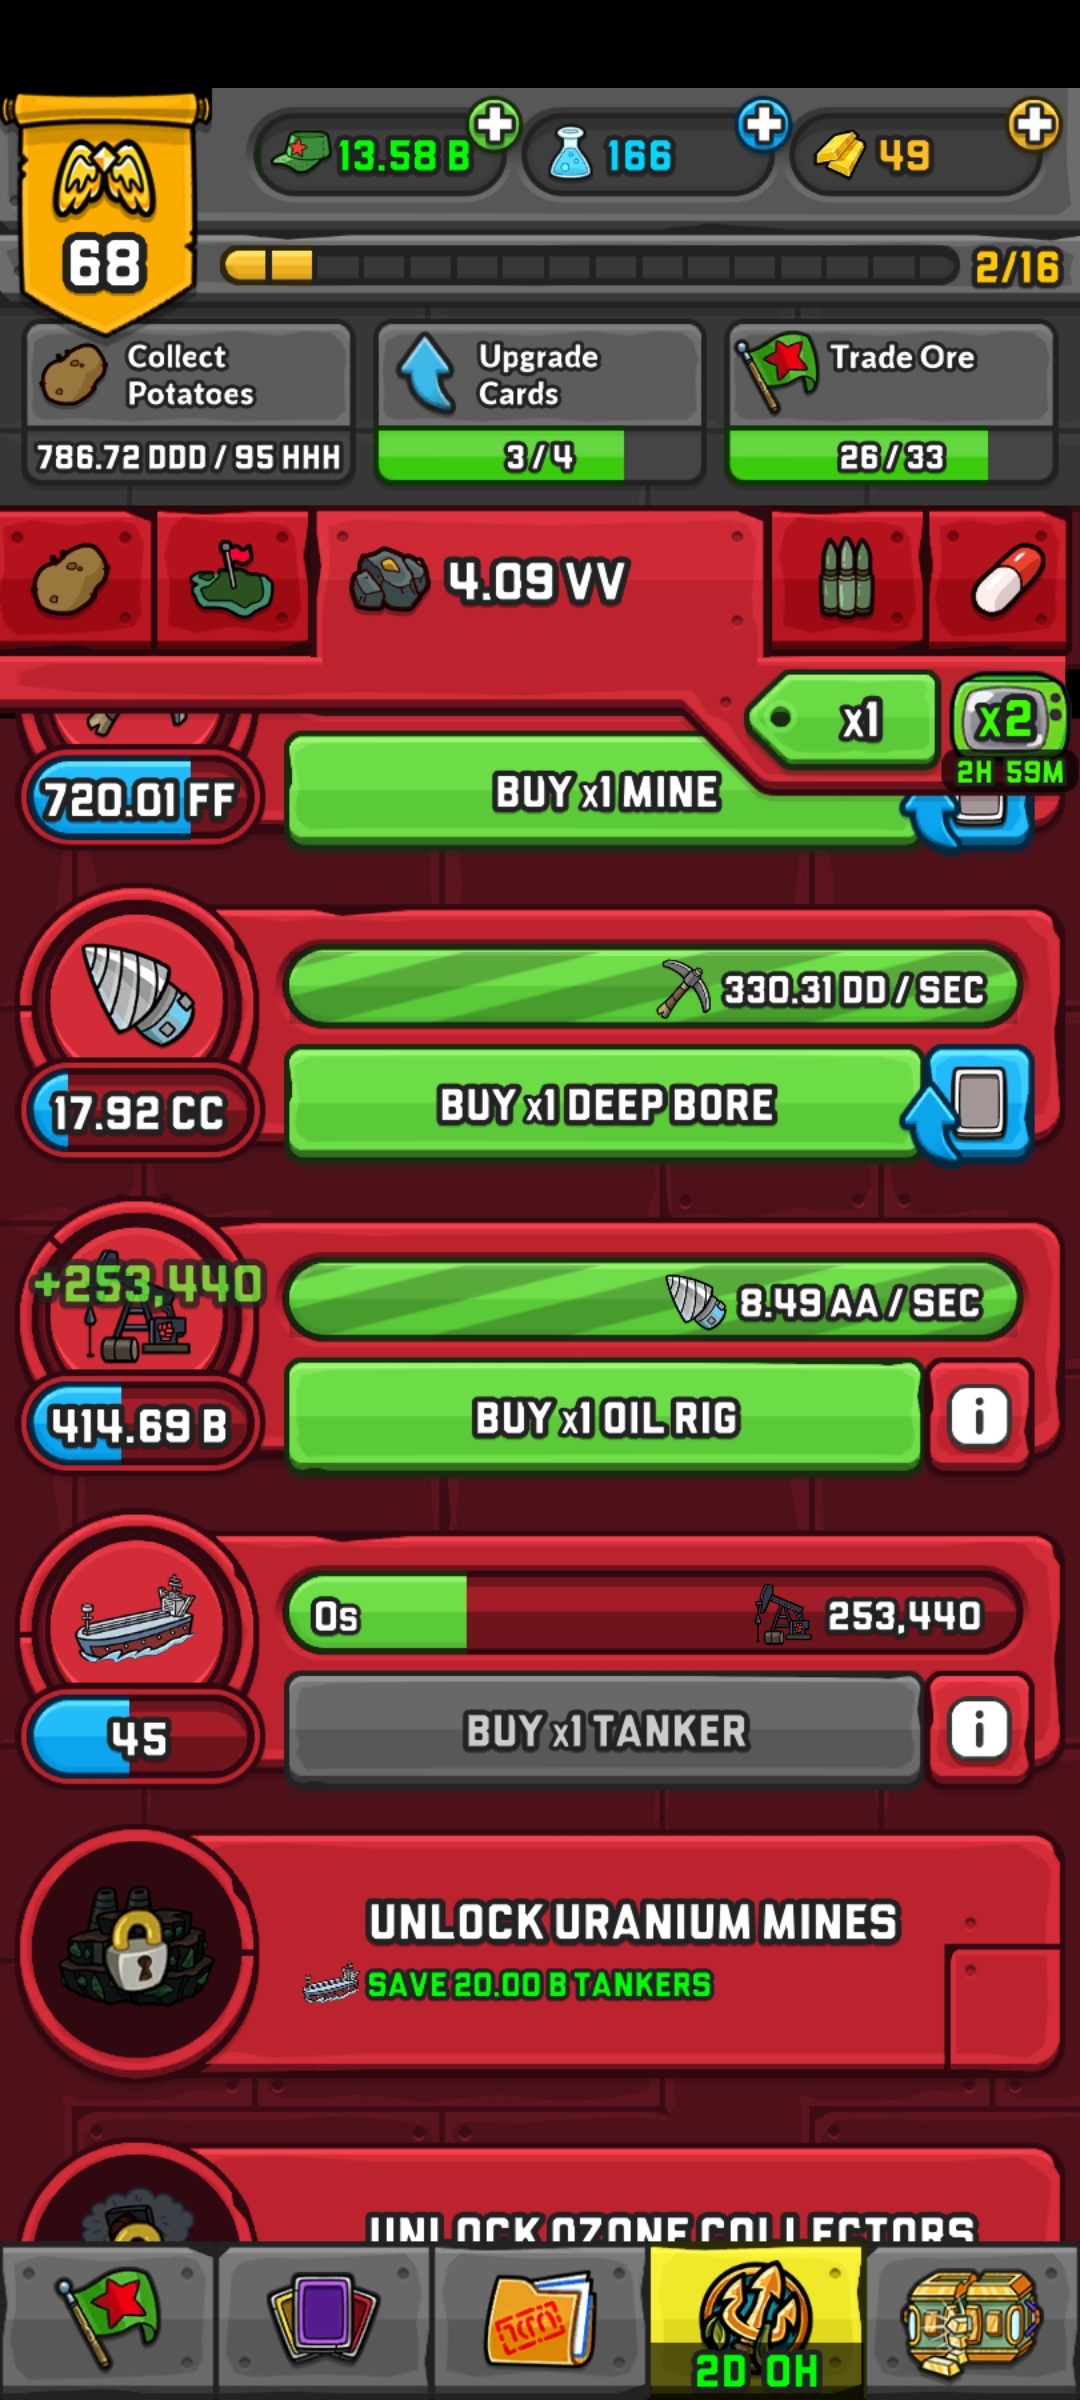 13.58 B
166
49
68
2/16
Collect
Potatoes
786.72 DDD / 95 HHH
Upgrade
Cards
3/4
Trade Ore
26/33
4.09 VV
x1
x2
2H 59M
720.01 FF
BUY x1 MINE
330.31 DD / SEC
17.92 CC
BUY x1 DEEP BORE
+253,440
8.49 AA / SEC
414.69 B
BUY x1 OIL RIG
0s
253,440
45
BUY x1 TANKER
UNLOCK URANIUM MINES
SAVE 20.00 B TANKERS
UNLOCK OZONE COLLECTORS
2D 0H